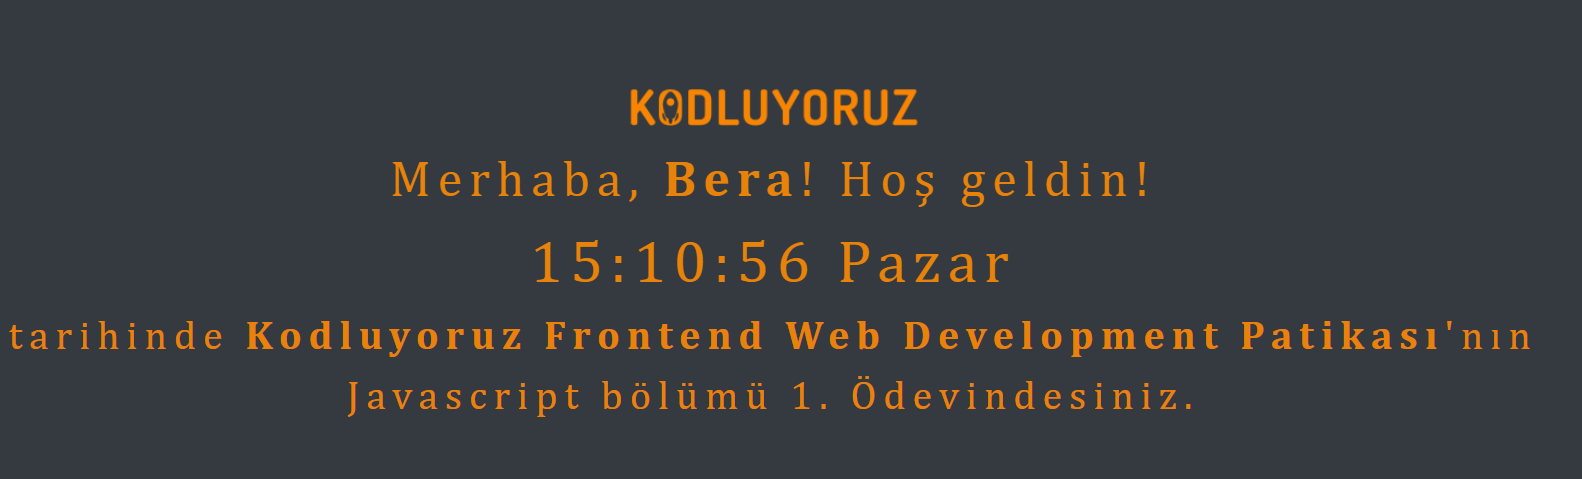 KODLUYORUZ
Merhaba, Bera! Hoş geldin!
15:10:56 Pazar
tarihinde Kodluyoruz Frontend Web Development Patikası'nın
Javascript bölümü 1. Ödevindesiniz.